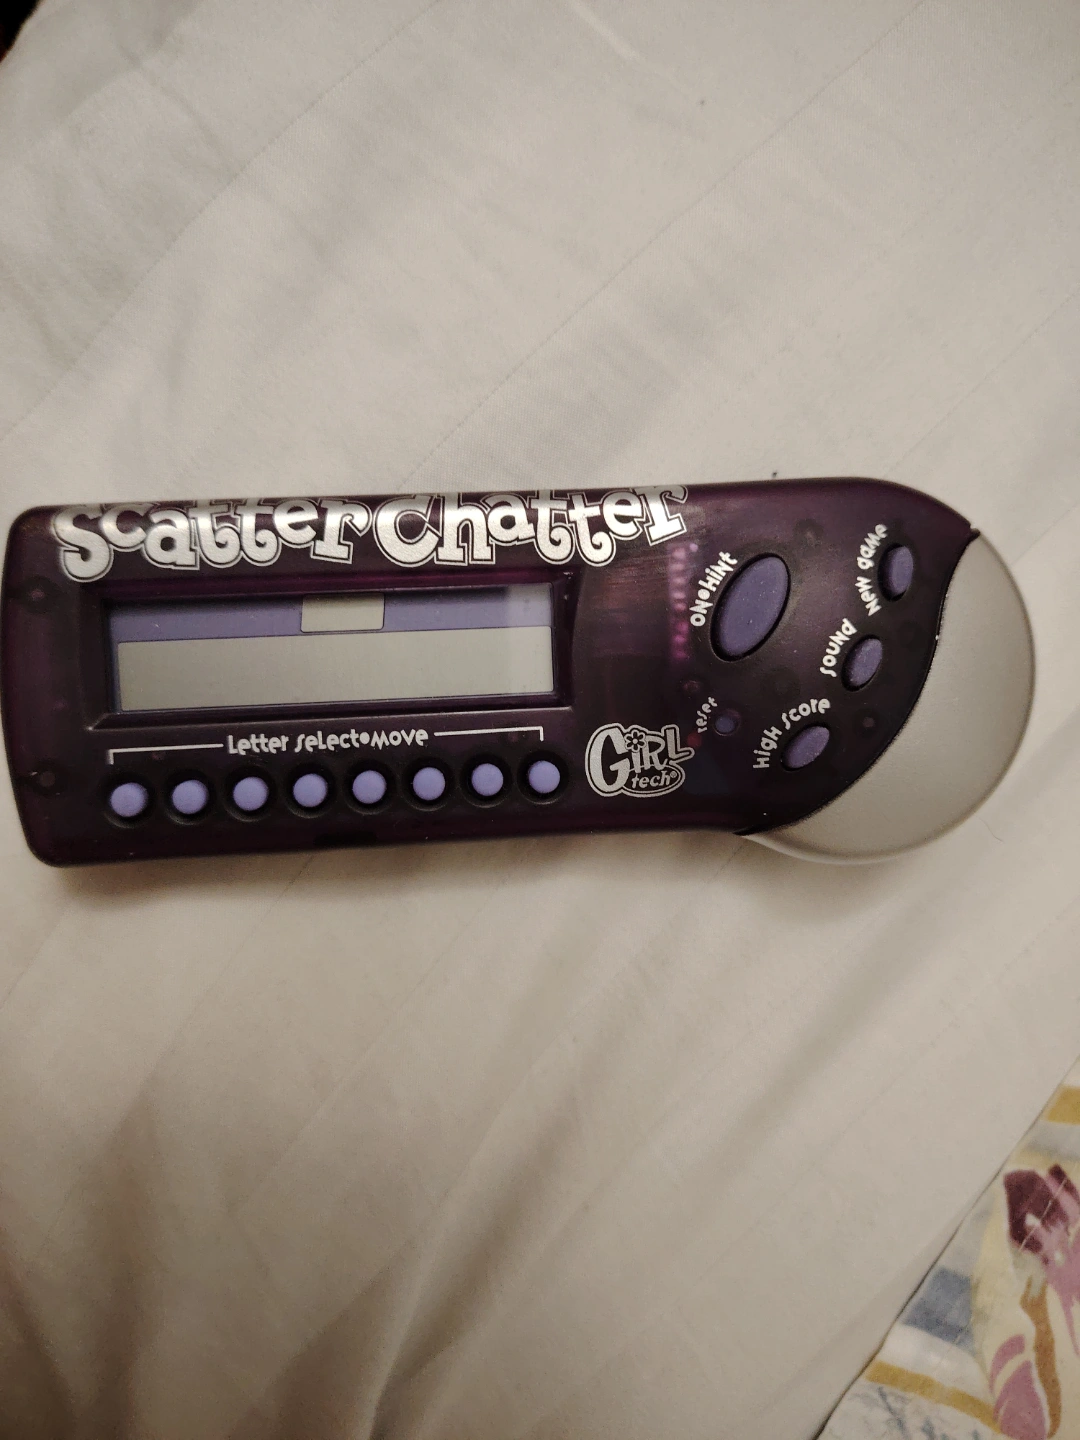 Scatter Chatter
ON•HINT
NEW GAME
SOUND
HIGH SCORE
reset
Letter Select•Move
GIRL
tech®